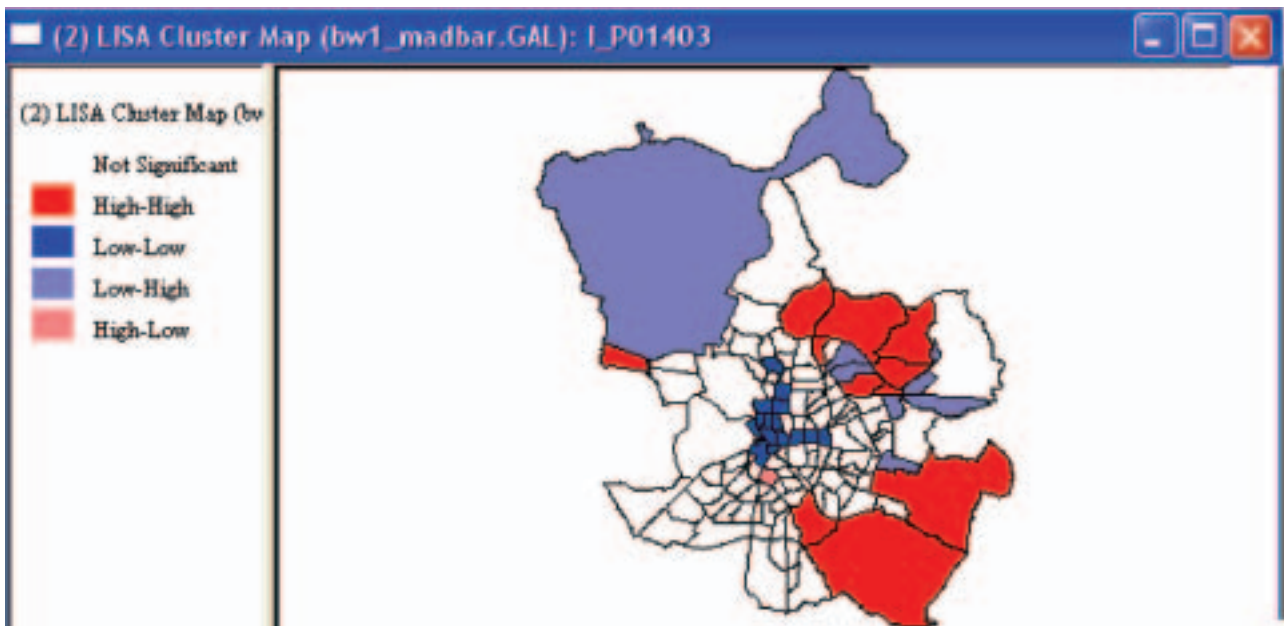 (2) LISA Cluster Map (bw1_madbar.GAL): I_P01403
(2) LISA Cluster Map (bw
Not Significant
High-High
Low-Low
Low-High
High-Low